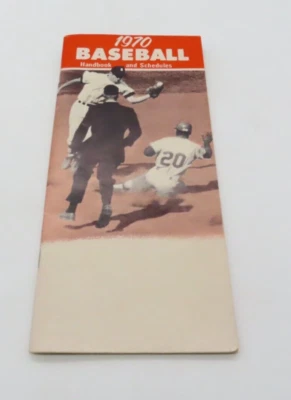 1970
BASEBALL
Handbook and Schedules
20